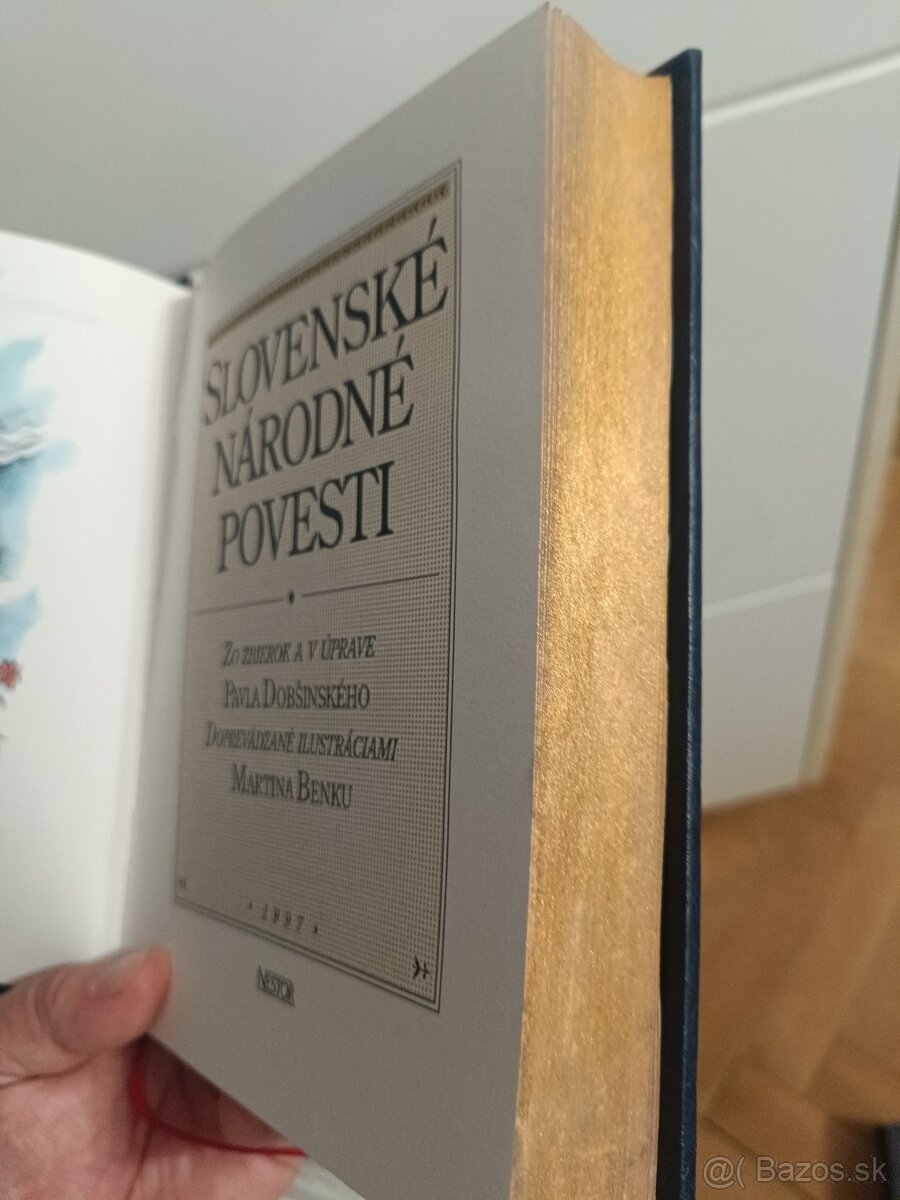 SLOVENSKÉ
NÁRODNÉ
POVESTI
ZO ZBIEROK A V ÚPRAVE
PAVLA DOBŠINSKÉHO
DOPREVÁDZANÉ ILUSTRÁCIAMI
MARTINA BENKU
• 1997 •
NESTOR
@( Bazos.sk